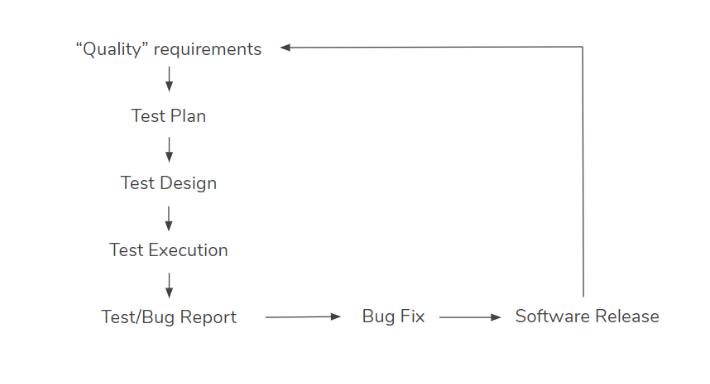 “Quality” requirements
Test Plan
Test Design
Test Execution
Test/Bug Report
Bug Fix
Software Release